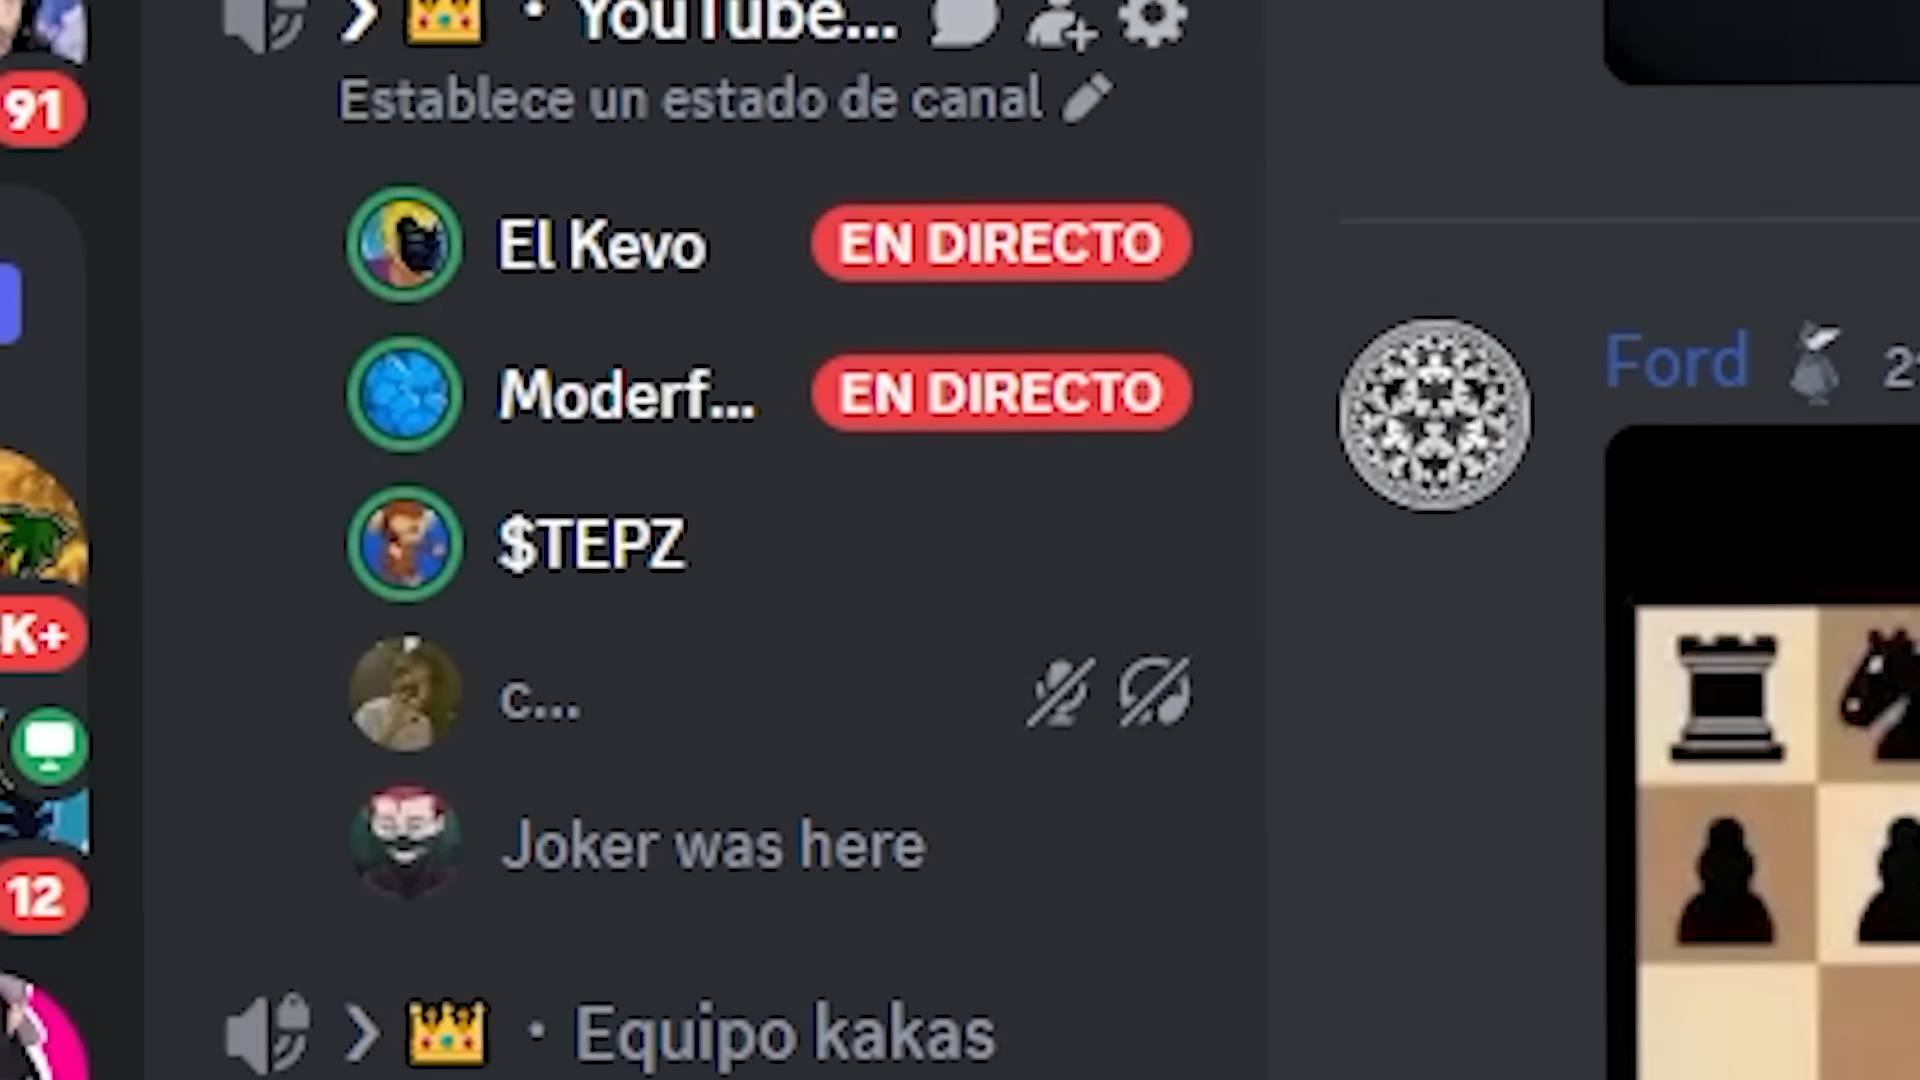 YouTube...
Establece un estado de canal
91
El Kevo EN DIRECTO
Moderf... EN DIRECTO
$TEPZ
c...
Joker was here
Equipo kakas
K+
12
Ford